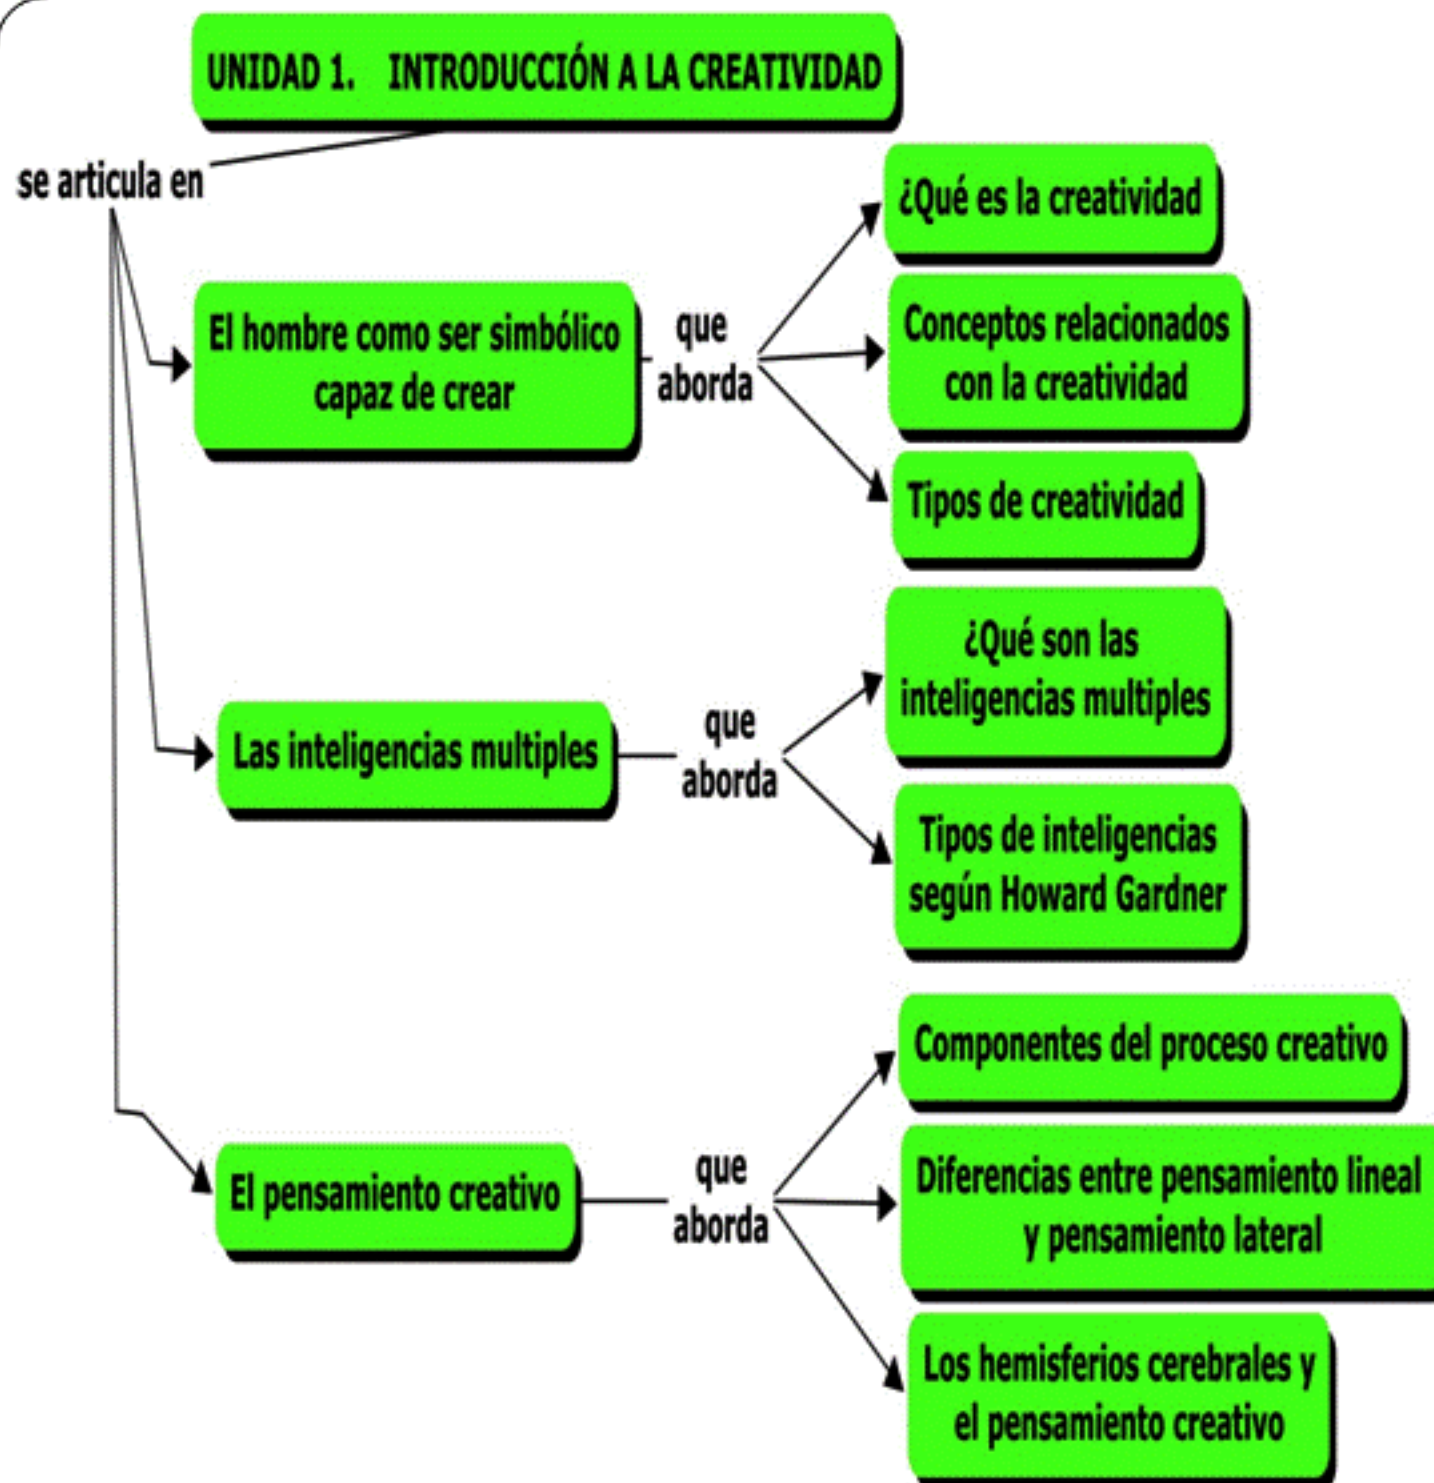 UNIDAD 1. INTRODUCCIÓN A LA CREATIVIDAD
se articula en
El hombre como ser simbólico
capaz de crear
que
aborda
¿Qué es la creatividad
Conceptos relacionados
con la creatividad
Tipos de creatividad
Las inteligencias multiples
que
aborda
¿Qué son las
inteligencias multiples
Tipos de inteligencias
según Howard Gardner
El pensamiento creativo
que
aborda
Componentes del proceso creativo
Diferencias entre pensamiento lineal
y pensamiento lateral
Los hemisferios cerebrales y
el pensamiento creativo